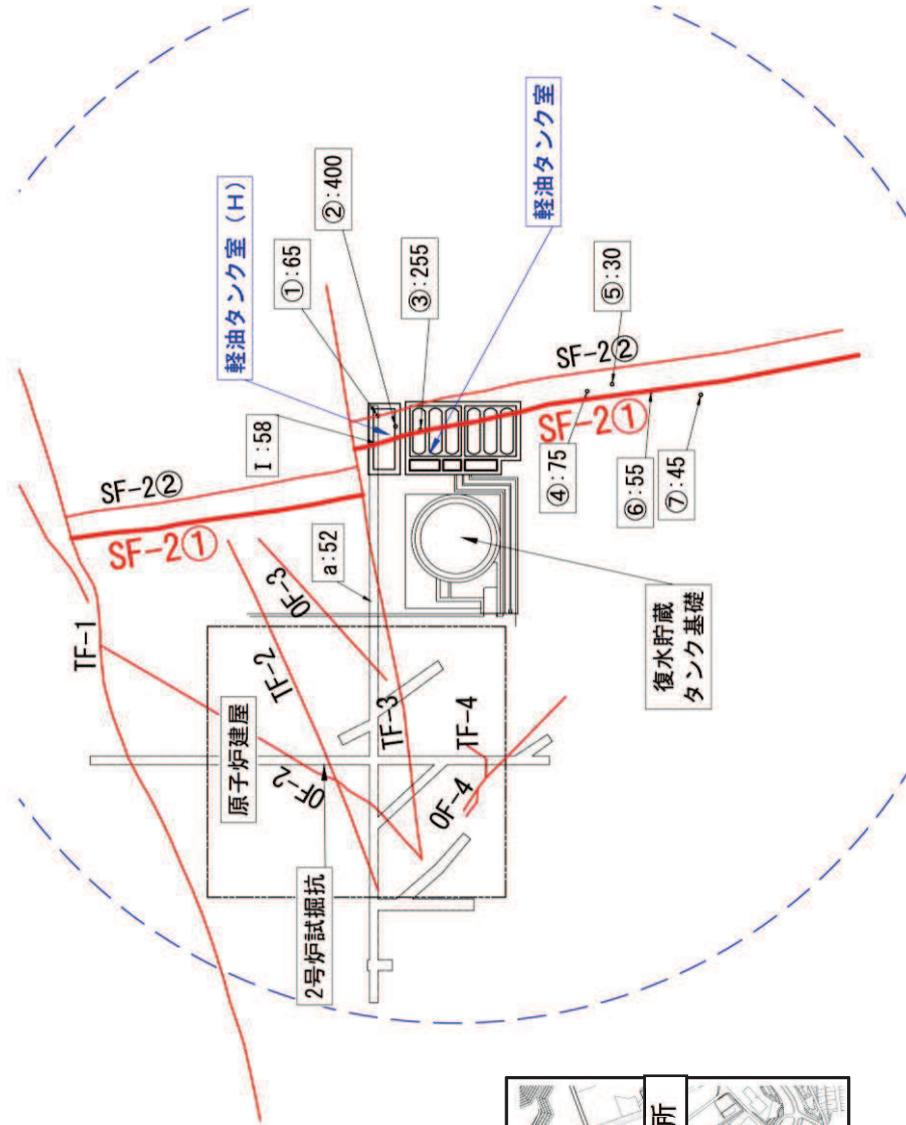 軽油タンク室（H）
①:65
②:400
③:255
軽油タンク室
I:58
SF-2②
SF-2①
SF-2②
SF-2①
④:75
⑤:30
⑥:55
⑦:45
a:52
OF-3
TF-1
TF-2
原子炉建屋
OF-2
TF-3
TF-4
OF-4
2号炉試掘坑
復水貯蔵
タンク基礎
所